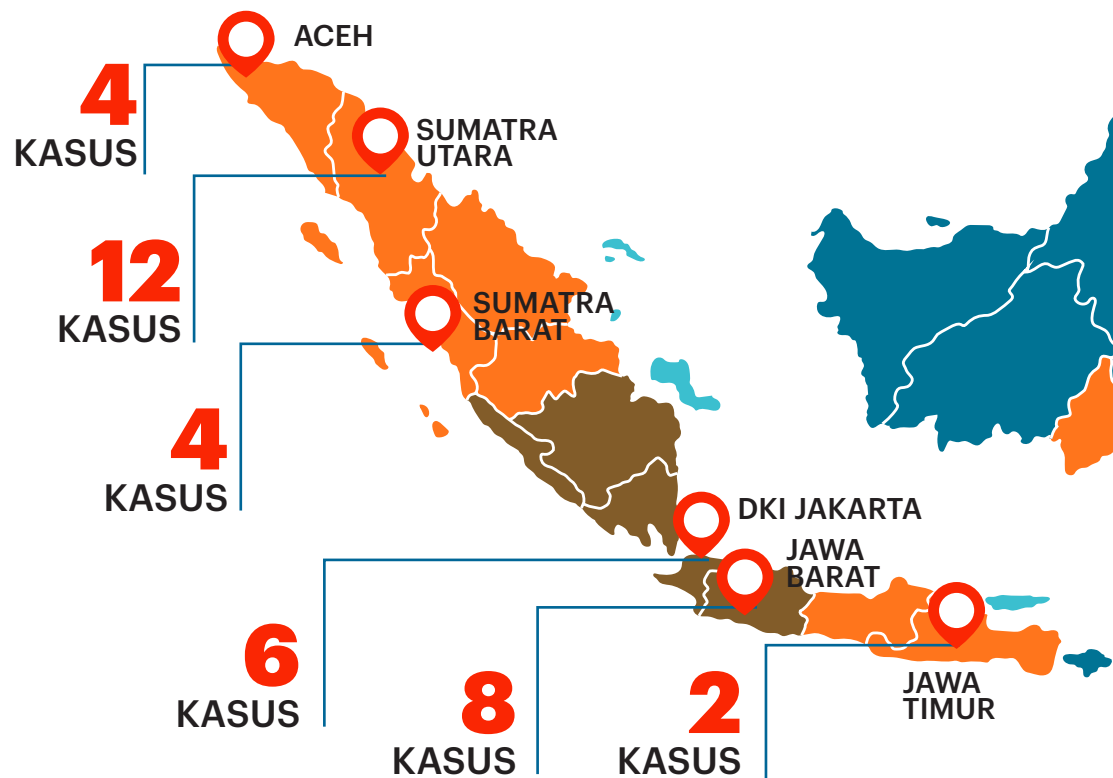 ACEH
4
KASUS
SUMATRA
UTARA
12
KASUS
SUMATRA
BARAT
4
KASUS
DKI JAKARTA
6
KASUS
JAWA
BARAT
8
KASUS
JAWA
TIMUR
2
KASUS